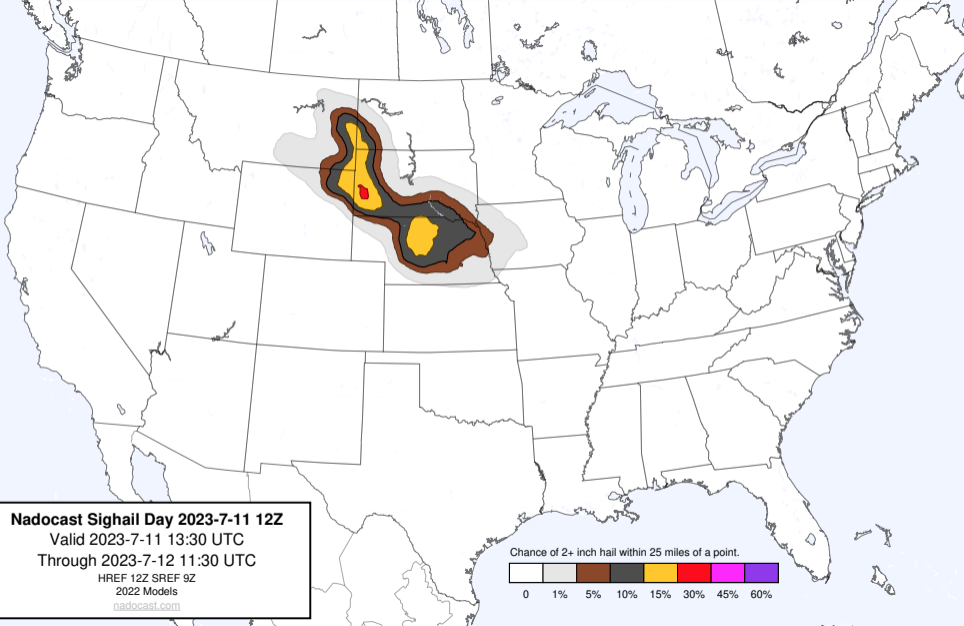 Nadocast Sighail Day 2023-7-11 12Z
Valid 2023-7-11 13:30 UTC
Through 2023-7-12 11:30 UTC
HREF 12Z SREF 9Z
2022 Models
nadocast.com
Chance of 2+ inch hail within 25 miles of a point.
0 1% 5% 10% 15% 30% 45% 60%